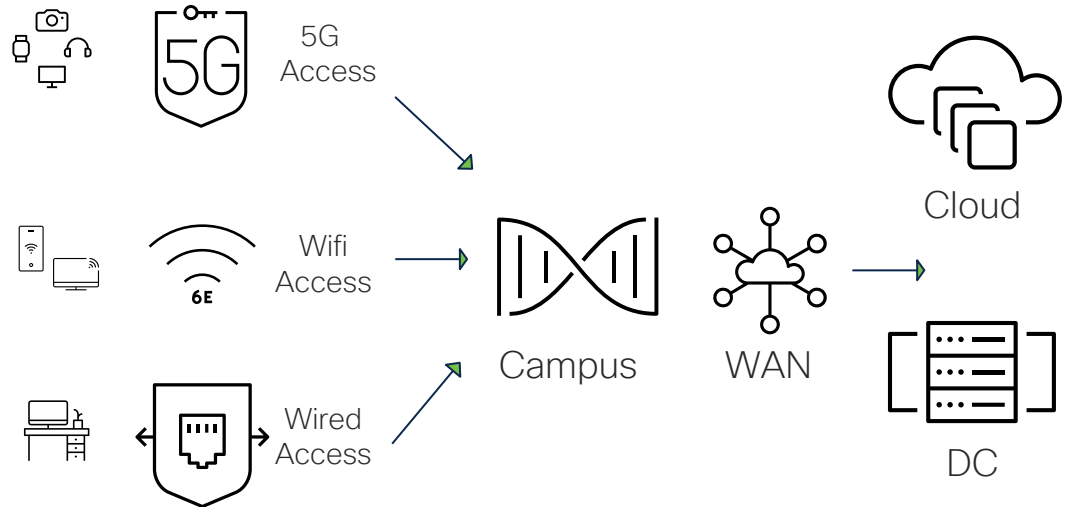 5G
5G
Access
Cloud
6E
Wifi
Access
Campus
WAN
Wired
Access
DC